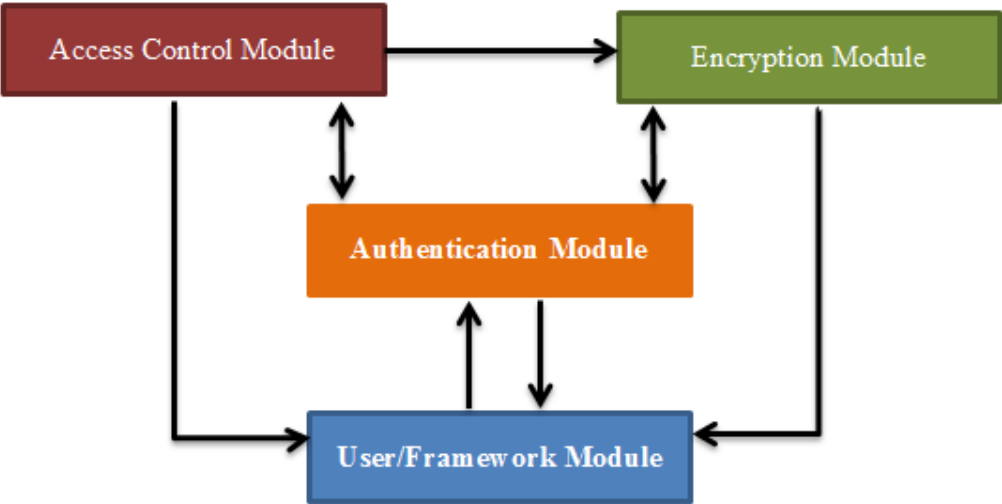 Access Control Module
Encryption Module
Authentication Module
User/Framework Module